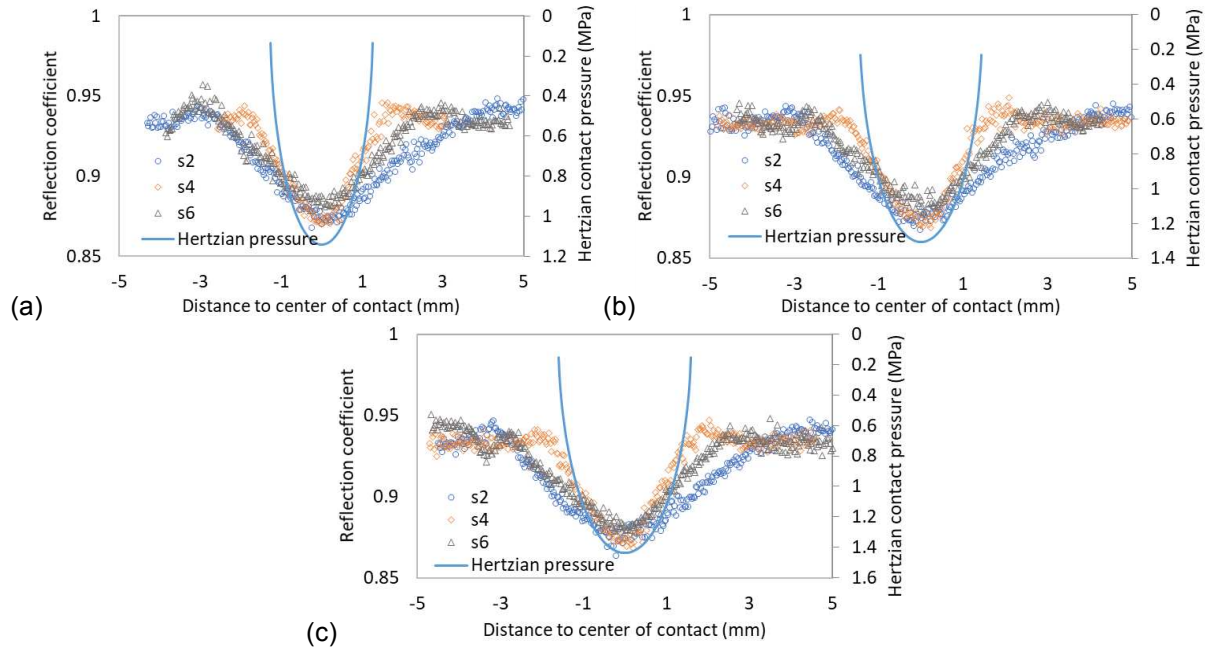 1
0.95
0.9
0.85
Reflection coefficient
s2
s4
s6
Hertzian pressure
0
0.2
0.4
0.6
0.8
1
1.2
Hertzian contact pressure (MPa)
-5 -3 -1 1 3 5
Distance to center of contact (mm)
(a)
1
0.95
0.9
0.85
Reflection coefficient
s2
s4
s6
Hertzian pressure
0
0.2
0.4
0.6
0.8
1
1.2
1.4
Hertzian contact pressure (MPa)
-5 -3 -1 1 3 5
Distance to center of contact (mm)
(b)
1
0.95
0.9
0.85
Reflection coefficient
s2
s4
s6
Hertzian pressure
0
0.2
0.4
0.6
0.8
1
1.2
1.4
1.6
Hertzian contact pressure (MPa)
-5 -3 -1 1 3 5
Distance to center of contact (mm)
(c)